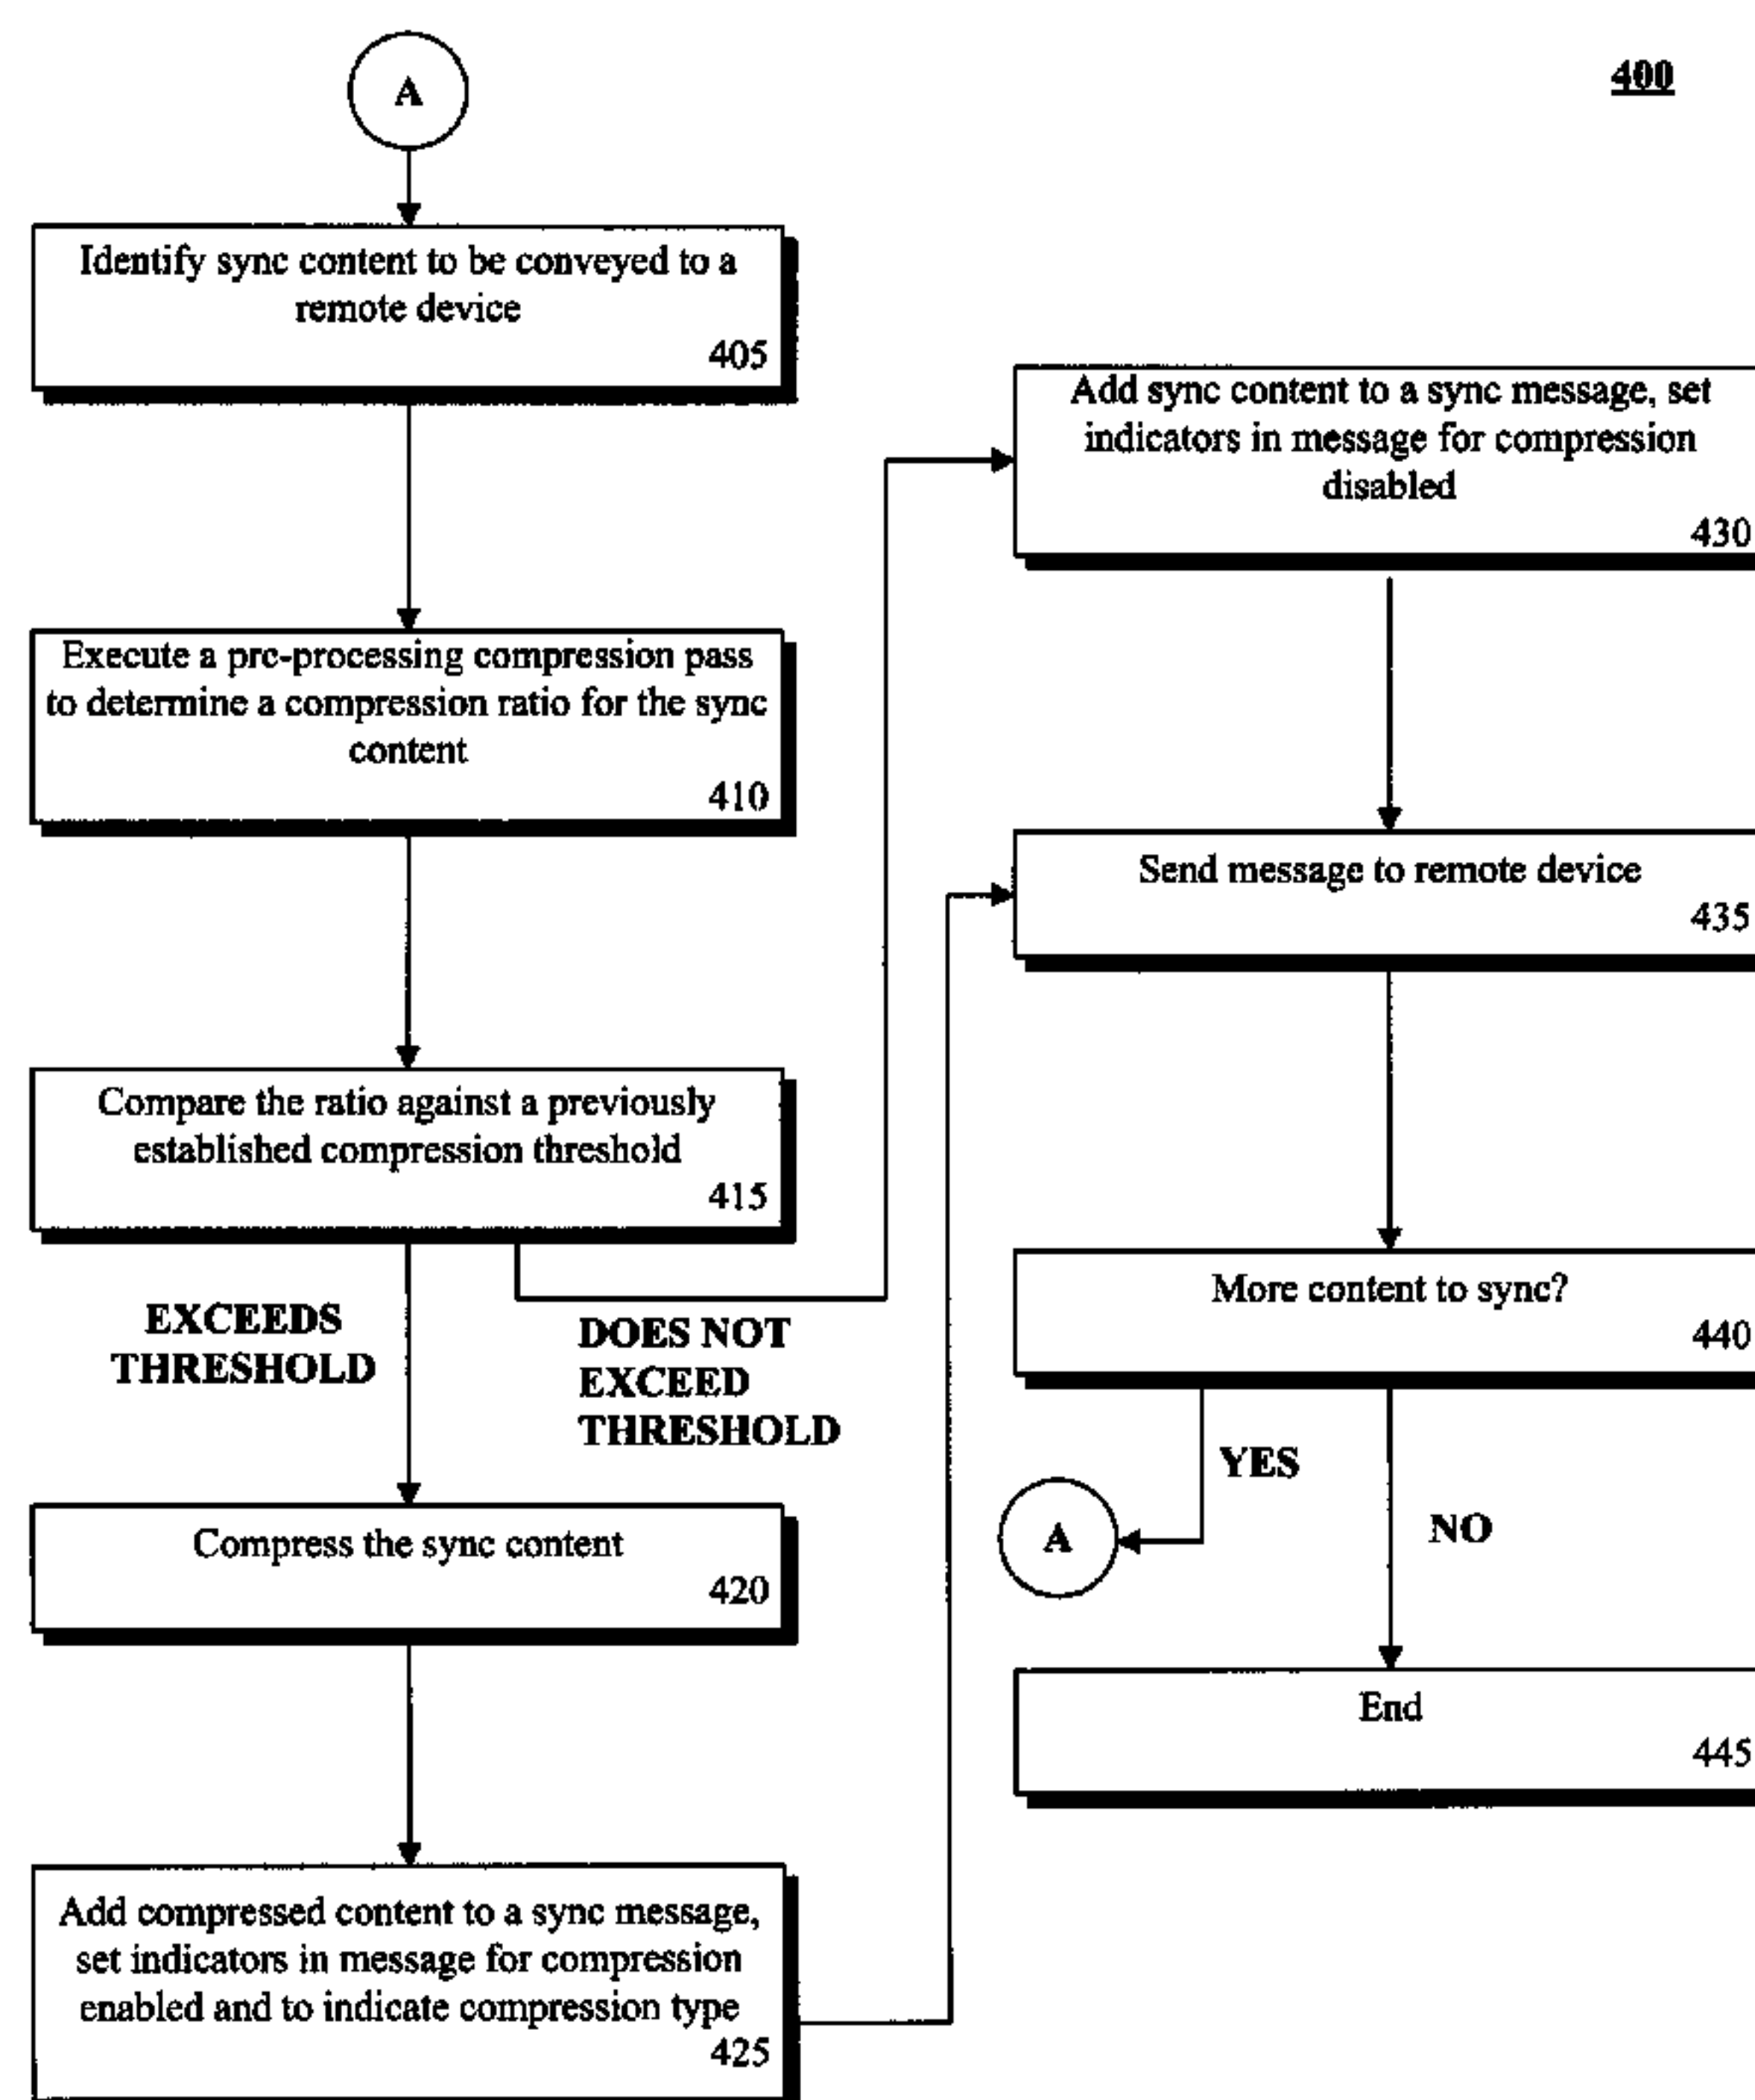 400
A
Identify sync content to be conveyed to a
remote device
405
Execute a pre-processing compression pass
to determine a compression ratio for the sync
content
410
Compare the ratio against a previously
established compression threshold
415
EXCEEDS
THRESHOLD
DOES NOT
EXCEED
THRESHOLD
Compress the sync content
420
Add compressed content to a sync message,
set indicators in message for compression
enabled and to indicate compression type
425
Add sync content to a sync message, set
indicators in message for compression
disabled
430
Send message to remote device
435
More content to sync?
440
YES
A
NO
End
445